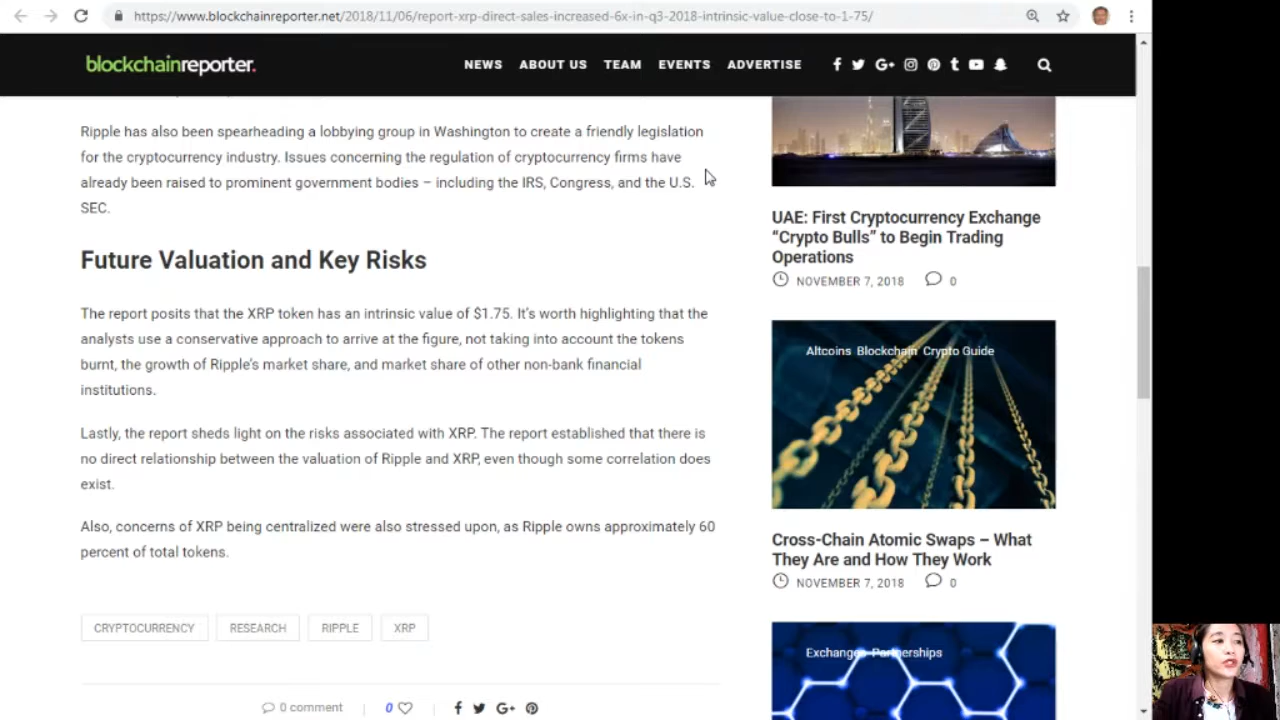 https://www.blockchainreporter.net/2018/11/06/report-xrp-direct-sales-increased-6x-in-q3-2018-intrinsic-value-close-to-1-75/
blockchainreporter.
NEWS ABOUT US TEAM EVENTS ADVERTISE
Ripple has also been spearheading a lobbying group in Washington to create a friendly legislation
for the cryptocurrency industry. Issues concerning the regulation of cryptocurrency firms have
already been raised to prominent government bodies – including the IRS, Congress, and the U.S.
SEC.
Future Valuation and Key Risks
The report posits that the XRP token has an intrinsic value of $1.75. It's worth highlighting that the
analysts use a conservative approach to arrive at the figure, not taking into account the tokens
burnt, the growth of Ripple's market share, and market share of other non-bank financial
institutions.
Lastly, the report sheds light on the risks associated with XRP. The report established that there is
no direct relationship between the valuation of Ripple and XRP, even though some correlation does
exist.
Also, concerns of XRP being centralized were also stressed upon, as Ripple owns approximately 60
percent of total tokens.
CRYPTOCURRENCY RESEARCH RIPPLE XRP
0 comment 0
UAE: First Cryptocurrency Exchange
“Crypto Bulls” to Begin Trading
Operations
NOVEMBER 7, 2018 0
Altcoins Blockchain Crypto Guide
Cross-Chain Atomic Swaps – What
They Are and How They Work
NOVEMBER 7, 2018 0
Exchanges Partnerships